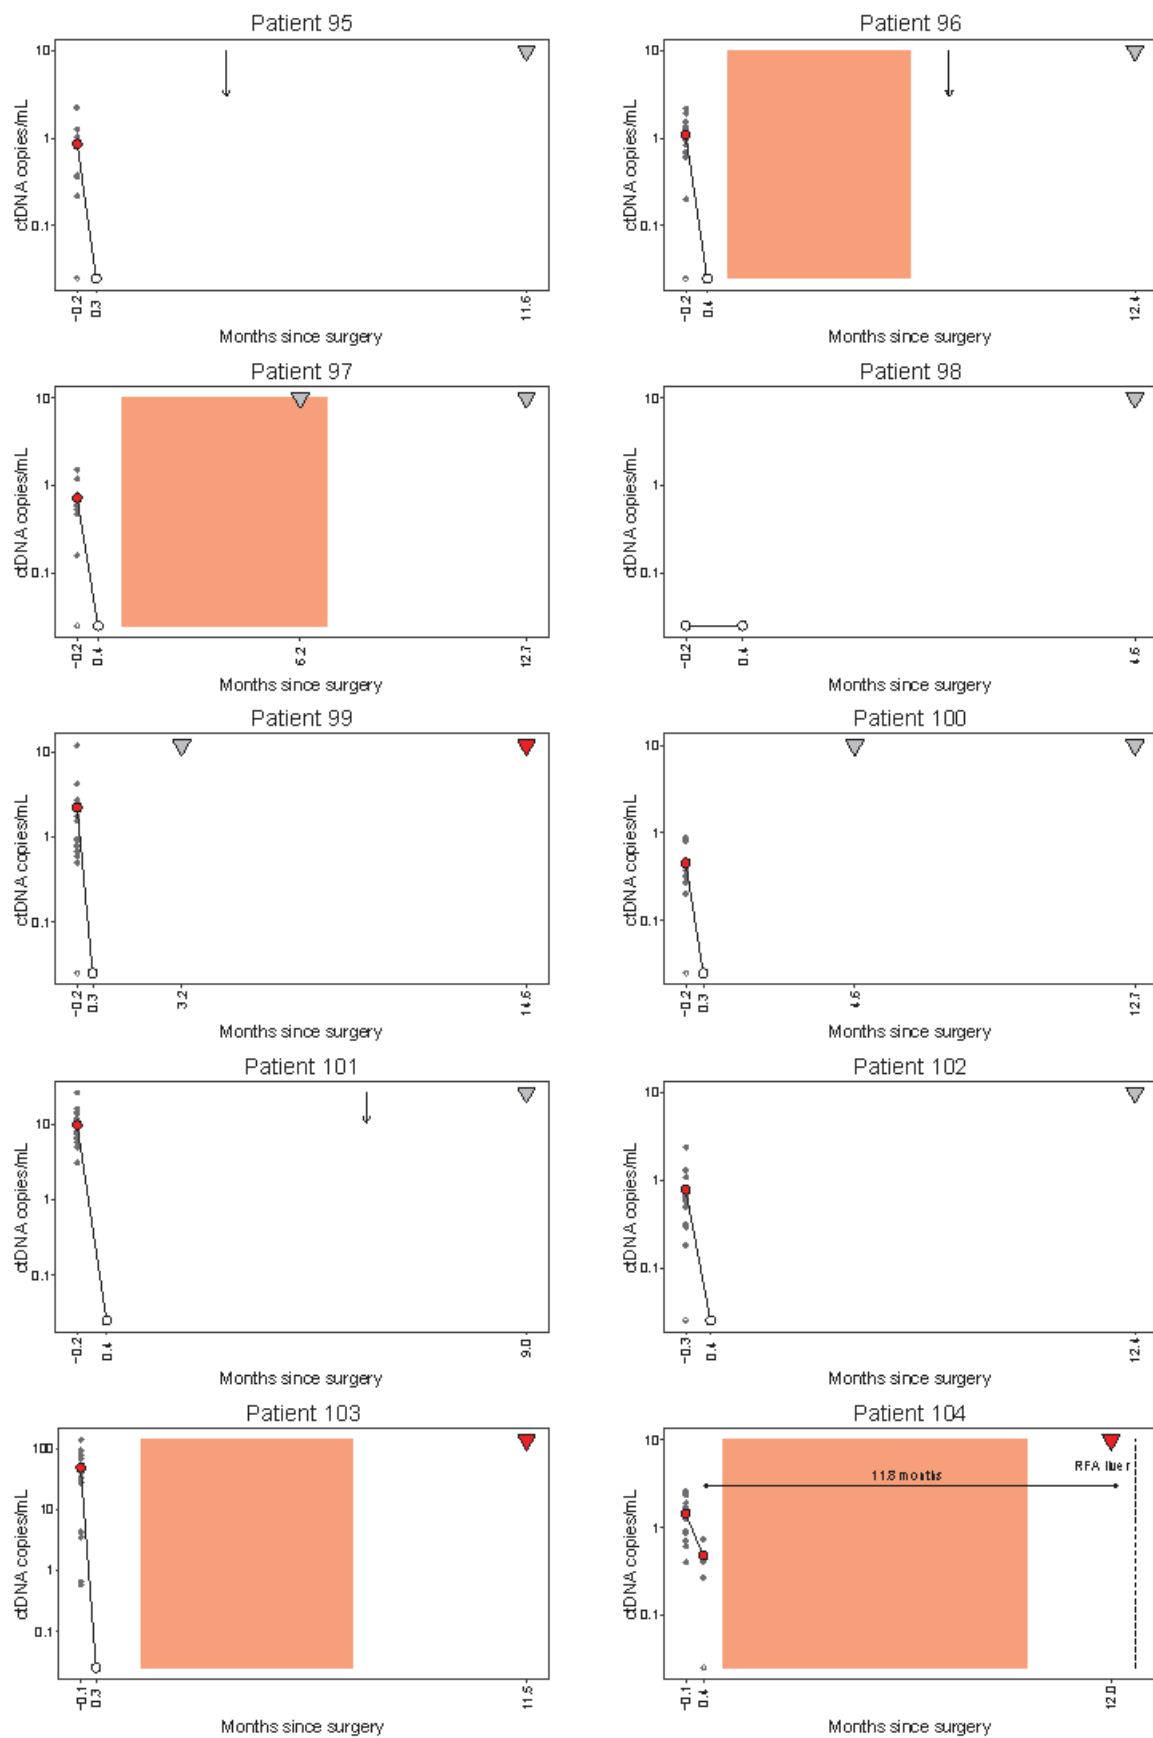 Patient 95
10
1
0.1
ctDNA copies/mL
-0.2
0.3
11.6
Months since surgery
Patient 96
10
1
0.1
ctDNA copies/mL
-0.2
0.4
12.4
Months since surgery
Patient 97
10
1
0.1
ctDNA copies/mL
-0.2
0.4
6.2
12.7
Months since surgery
Patient 98
10
1
0.1
ctDNA copies/mL
-0.2
0.4
4.6
Months since surgery
Patient 99
10
1
0.1
ctDNA copies/mL
-0.2
0.3
3.2
14.6
Months since surgery
Patient 100
10
1
0.1
ctDNA copies/mL
-0.2
0.3
4.6
12.7
Months since surgery
Patient 101
10
1
0.1
ctDNA copies/mL
-0.2
0.4
9.0
Months since surgery
Patient 102
10
1
0.1
ctDNA copies/mL
-0.3
0.4
12.4
Months since surgery
Patient 103
100
10
1
0.1
ctDNA copies/mL
-0.1
0.3
11.5
Months since surgery
Patient 104
10
1
0.1
ctDNA copies/mL
11.8 months
RFA liver
-0.1
0.4
12.0
Months since surgery